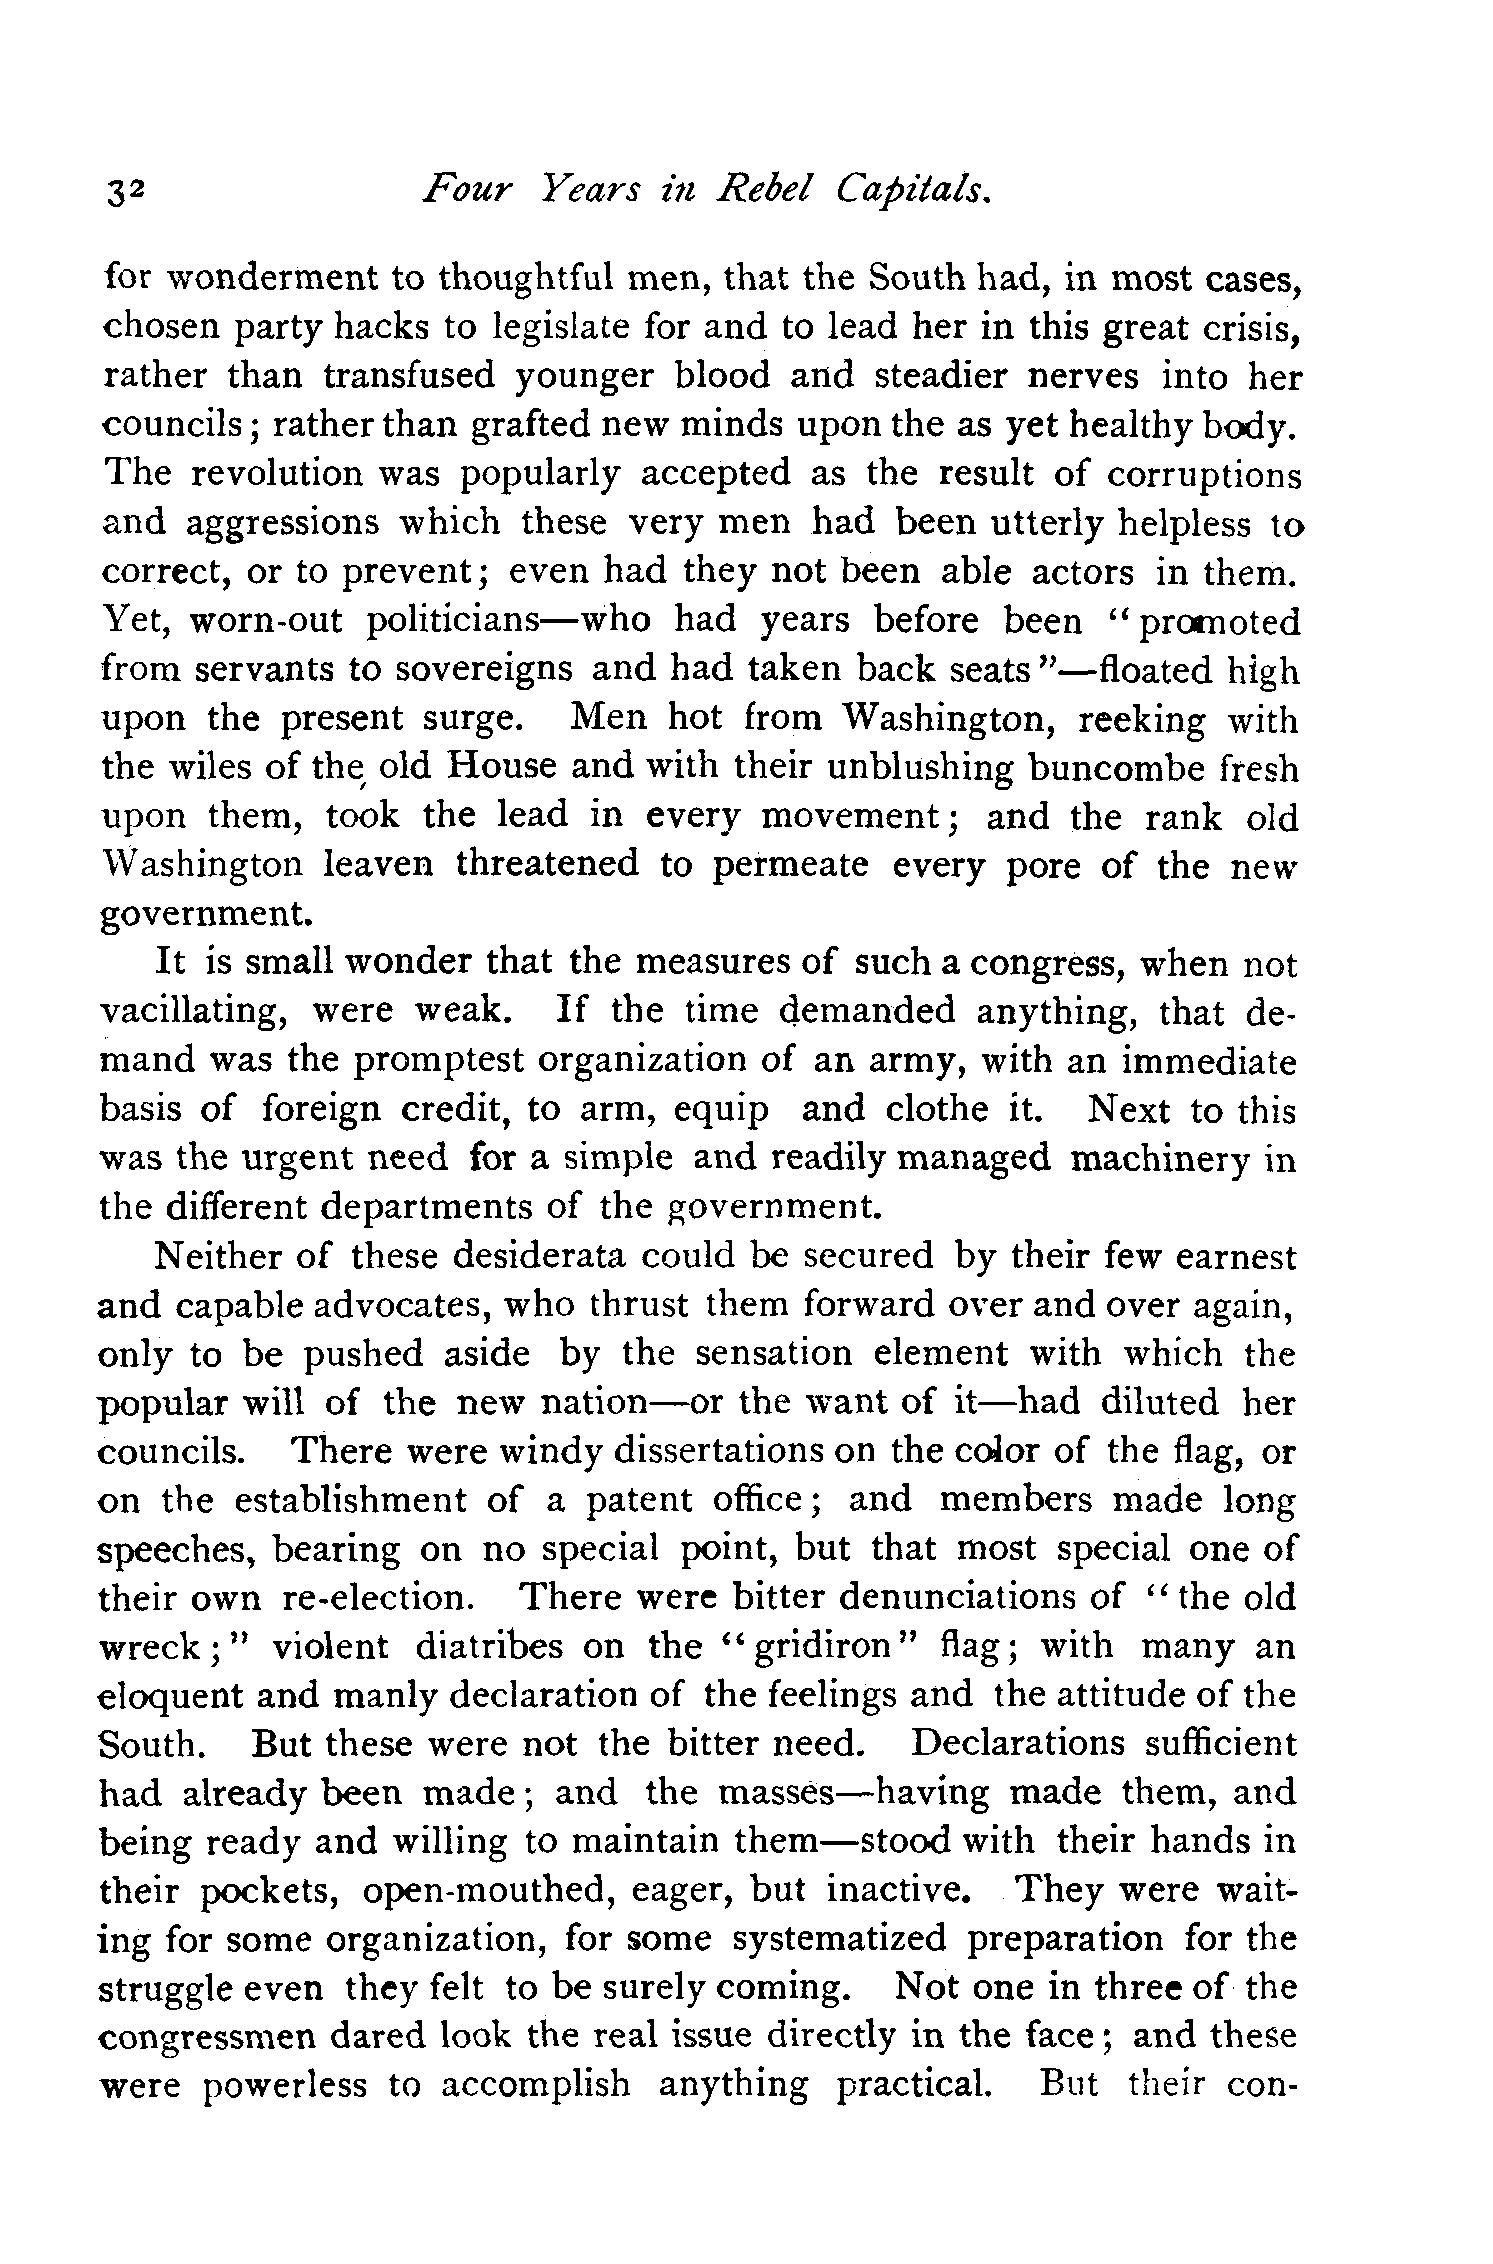 32 Four Years in Rebel Capitals.
for wonderment to thoughtful men, that the South had, in most cases,
chosen party hacks to legislate for and to lead her in this great crisis,
rather than transfused younger blood and steadier nerves into her
councils; rather than grafted new minds upon the as yet healthy body.
The revolution was popularly accepted as the result of corruptions
and aggressions which these very men had been utterly helpless to
correct, or to prevent; even had they not been able actors in them.
Yet, worn-out politicians—who had years before been "promoted
from servants to sovereigns and had taken back seats"—floated high
upon the present surge. Men hot from Washington, reeking with
the wiles of the old House and with their unblushing buncombe fresh
upon them, took the lead in every movement; and the rank old
Washington leaven threatened to permeate every pore of the new
government.
It is small wonder that the measures of such a congress, when not
vacillating, were weak. If the time demanded anything, that de-
mand was the promptest organization of an army, with an immediate
basis of foreign credit, to arm, equip and clothe it. Next to this
was the urgent need for a simple and readily managed machinery in
the different departments of the government.
Neither of these desiderata could be secured by their few earnest
and capable advocates, who thrust them forward over and over again,
only to be pushed aside by the sensation element with which the
popular will of the new nation—or the want of it—had diluted her
councils. There were windy dissertations on the color of the flag, or
on the establishment of a patent office; and members made long
speeches, bearing on no special point, but that most special one of
their own re-election. There were bitter denunciations of "the old
wreck;" violent diatribes on the "gridiron" flag; with many an
eloquent and manly declaration of the feelings and the attitude of the
South. But these were not the bitter need. Declarations sufficient
had already been made; and the masses—having made them, and
being ready and willing to maintain them—stood with their hands in
their pockets, open-mouthed, eager, but inactive. They were wait-
ing for some organization, for some systematized preparation for the
struggle even they felt to be surely coming. Not one in three of the
congressmen dared look the real issue directly in the face; and these
were powerless to accomplish anything practical. But their con-